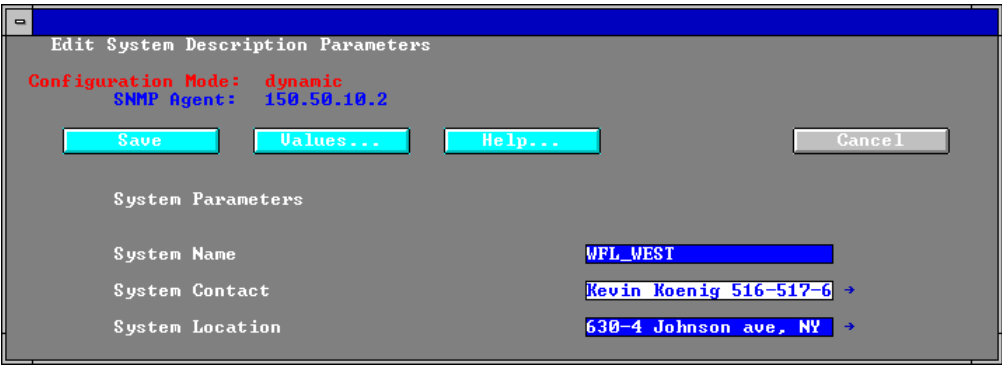 Edit System Description Parameters
Configuration Mode: dynamic
SNMP Agent: 150.50.10.2
Save Values... Help... Cancel
System Parameters
System Name WFL_WEST
System Contact Kevin Koenig 516-517-6 →
System Location 630-4 Johnson ave, NY →